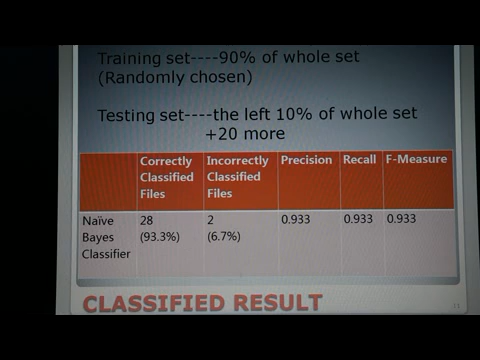 Training set----90% of whole set
(Randomly chosen)
Testing set----the left 10% of whole set
+20 more
Correctly Classified Files Incorrectly Classified Files Precision Recall F-Measure
Naïve Bayes Classifier 28 (93.3%) 2 (6.7%) 0.933 0.933 0.933
CLASSIFIED RESULT